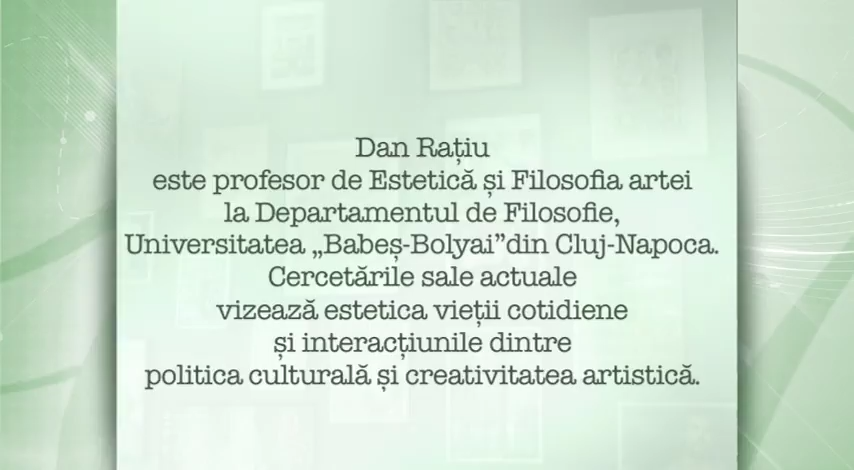 Dan Rațiu
este profesor de Estetică și Filosofia artei
la Departamentul de Filosofie,
Universitatea „Babeș-Bolyai”din Cluj-Napoca.
Cercetările sale actuale
vizează estetica vieții cotidiene
și interacțiunile dintre
politica culturală și creativitatea artistică.